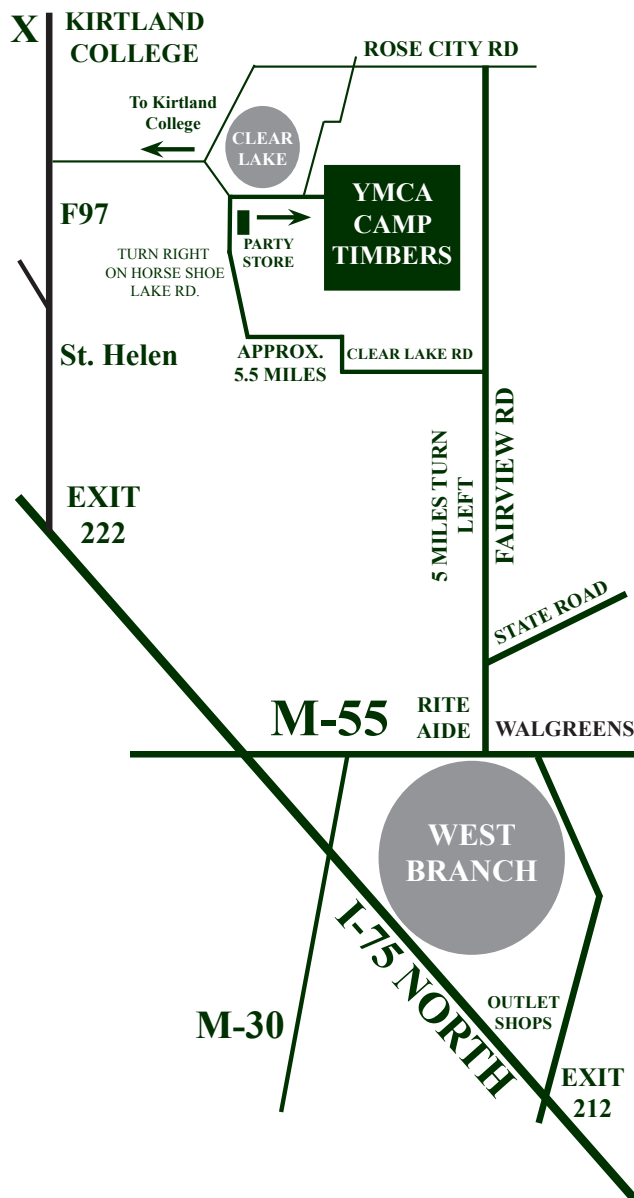 X
KIRTLAND
COLLEGE
ROSE CITY RD
To Kirtland
College
CLEAR
LAKE
YMCA
CAMP
TIMBERS
F97
PARTY
STORE
TURN RIGHT
ON HORSE SHOE
LAKE RD.
St. Helen
APPROX.
5.5 MILES
CLEAR LAKE RD
5 MILES TURN
LEFT
FAIRVIEW RD
EXIT
222
STATE ROAD
M-55
RITE
AIDE
WALGREENS
WEST
BRANCH
I-75 NORTH
M-30
OUTLET
SHOPS
EXIT
212